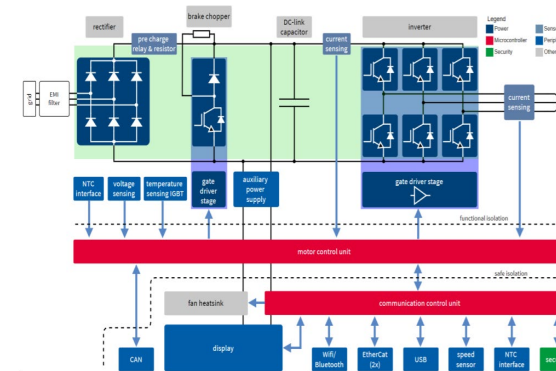 rectifier
brake chopper
DC-link
capacitor
inverter
Legend
Power
Microcontroller
Security
pre charge
relay & resistor
current
sensing
grid
EMI
filter
current
sensing
NTC
interface
voltage
sensing
temperature
sensing IGBT
gate
driver
stage
auxiliary
power
supply
gate driver stage
functional isolation
motor control unit
safe isolation
fan heatsink
communication control unit
CAN
display
Wifi/
Bluetooth
EtherCat
(2x)
USB
speed
sensor
NTC
interface